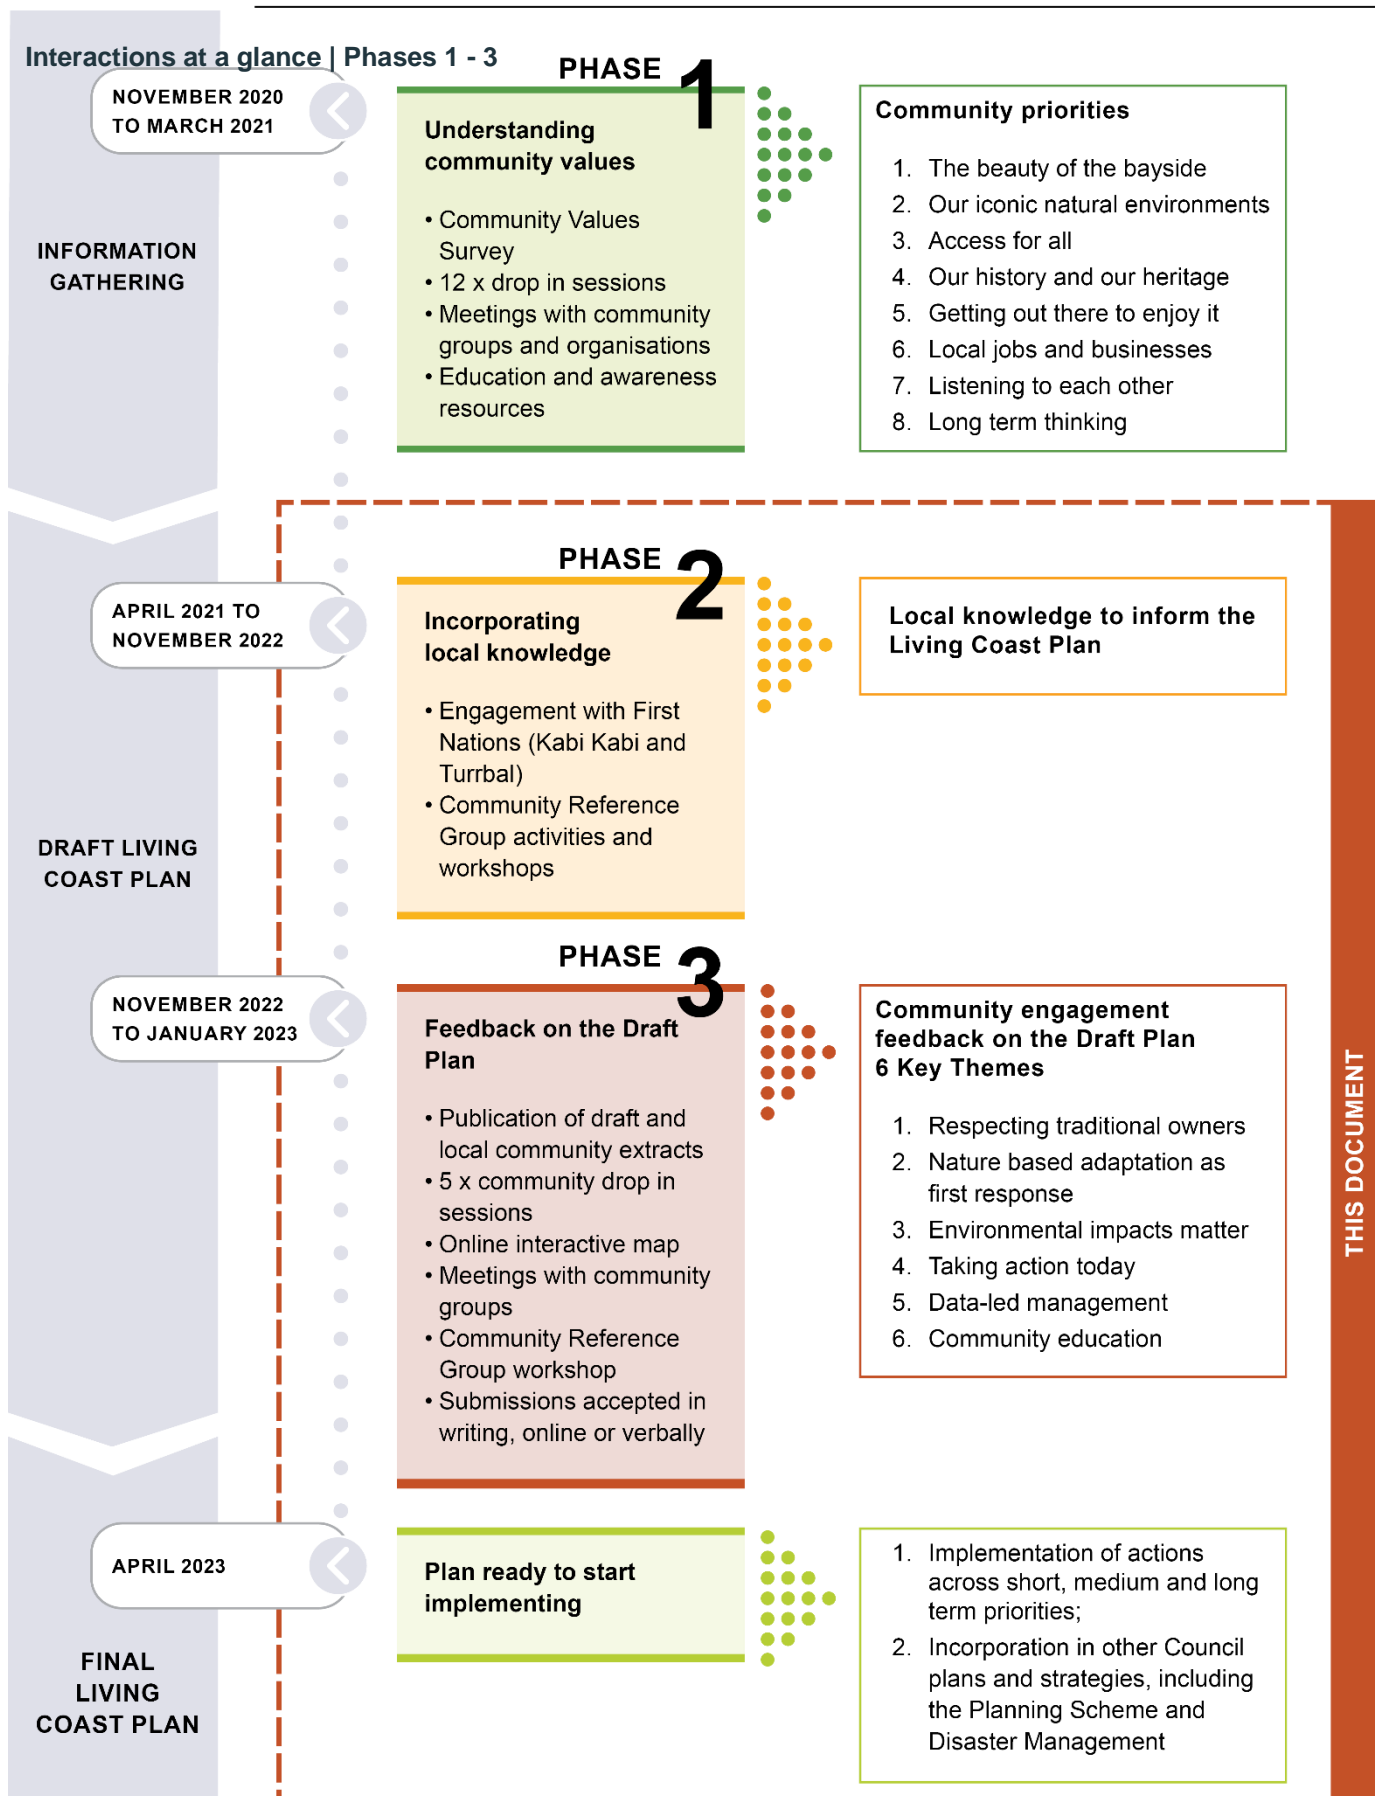 Interactions at a glance | Phases 1 - 3
NOVEMBER 2020
TO MARCH 2021
INFORMATION
GATHERING
PHASE 1
Understanding
community values
• Community Values
Survey
• 12 x drop in sessions
• Meetings with community
groups and organisations
• Education and awareness
resources
Community priorities
1. The beauty of the bayside
2. Our iconic natural environments
3. Access for all
4. Our history and our heritage
5. Getting out there to enjoy it
6. Local jobs and businesses
7. Listening to each other
8. Long term thinking
APRIL 2021 TO
NOVEMBER 2022
DRAFT LIVING
COAST PLAN
PHASE 2
Incorporating
local knowledge
• Engagement with First
Nations (Kabi Kabi and
Turrbal)
• Community Reference
Group activities and
workshops
Local knowledge to inform the
Living Coast Plan
NOVEMBER 2022
TO JANUARY 2023
PHASE 3
Feedback on the Draft
Plan
• Publication of draft and
local community extracts
• 5 x community drop in
sessions
• Online interactive map
• Meetings with community
groups
• Community Reference
Group workshop
• Submissions accepted in
writing, online or verbally
Community engagement
feedback on the Draft Plan
6 Key Themes
1. Respecting traditional owners
2. Nature based adaptation as
first response
3. Environmental impacts matter
4. Taking action today
5. Data-led management
6. Community education
THIS DOCUMENT
APRIL 2023
FINAL
LIVING
COAST PLAN
Plan ready to start
implementing
1. Implementation of actions
across short, medium and long
term priorities;
2. Incorporation in other Council
plans and strategies, including
the Planning Scheme and
Disaster Management